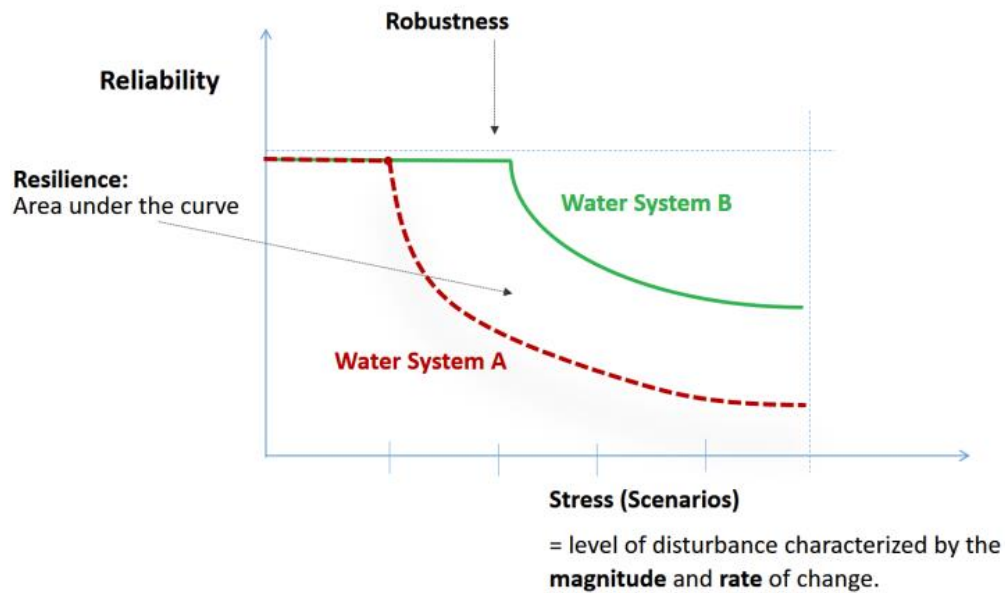 Robustness
Reliability
Resilience:
Area under the curve
Water System B
Water System A
Stress (Scenarios)
= level of disturbance characterized by the
magnitude and rate of change.